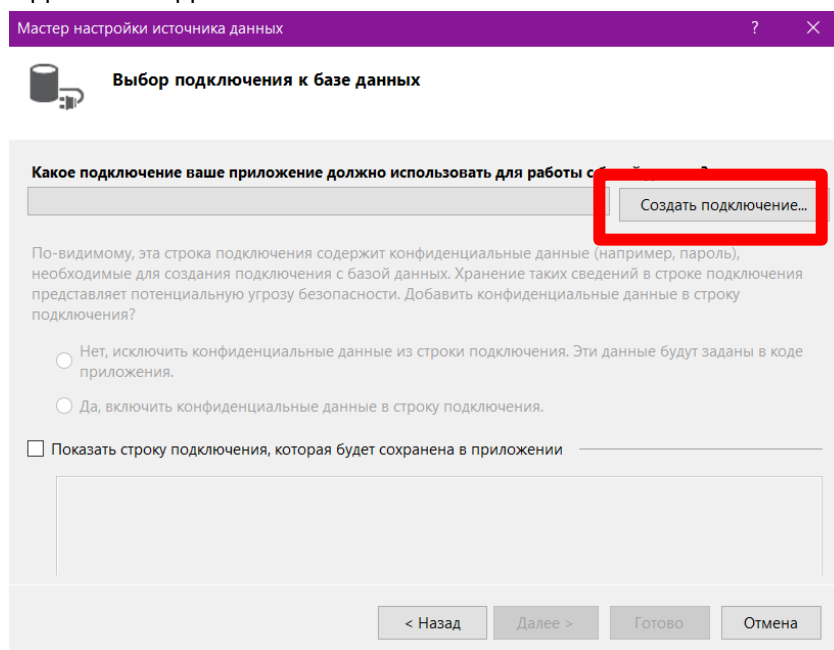 Мастер настройки источника данных ? ×
Выбор подключения к базе данных
Какое подключение ваше приложение должно использовать для работы с
Создать подключение...
По-видимому, эта строка подключения содержит конфиденциальные данные (например, пароль),
необходимые для создания подключения с базой данных. Хранение таких сведений в строке подключения
представляет потенциальную угрозу безопасности. Добавить конфиденциальные данные в строку
подключения?
Нет, исключить конфиденциальные данные из строки подключения. Эти данные будут заданы в коде
приложения.
Да, включить конфиденциальные данные в строку подключения.
Показать строку подключения, которая будет сохранена в приложении
< Назад Далее > Готово Отмена